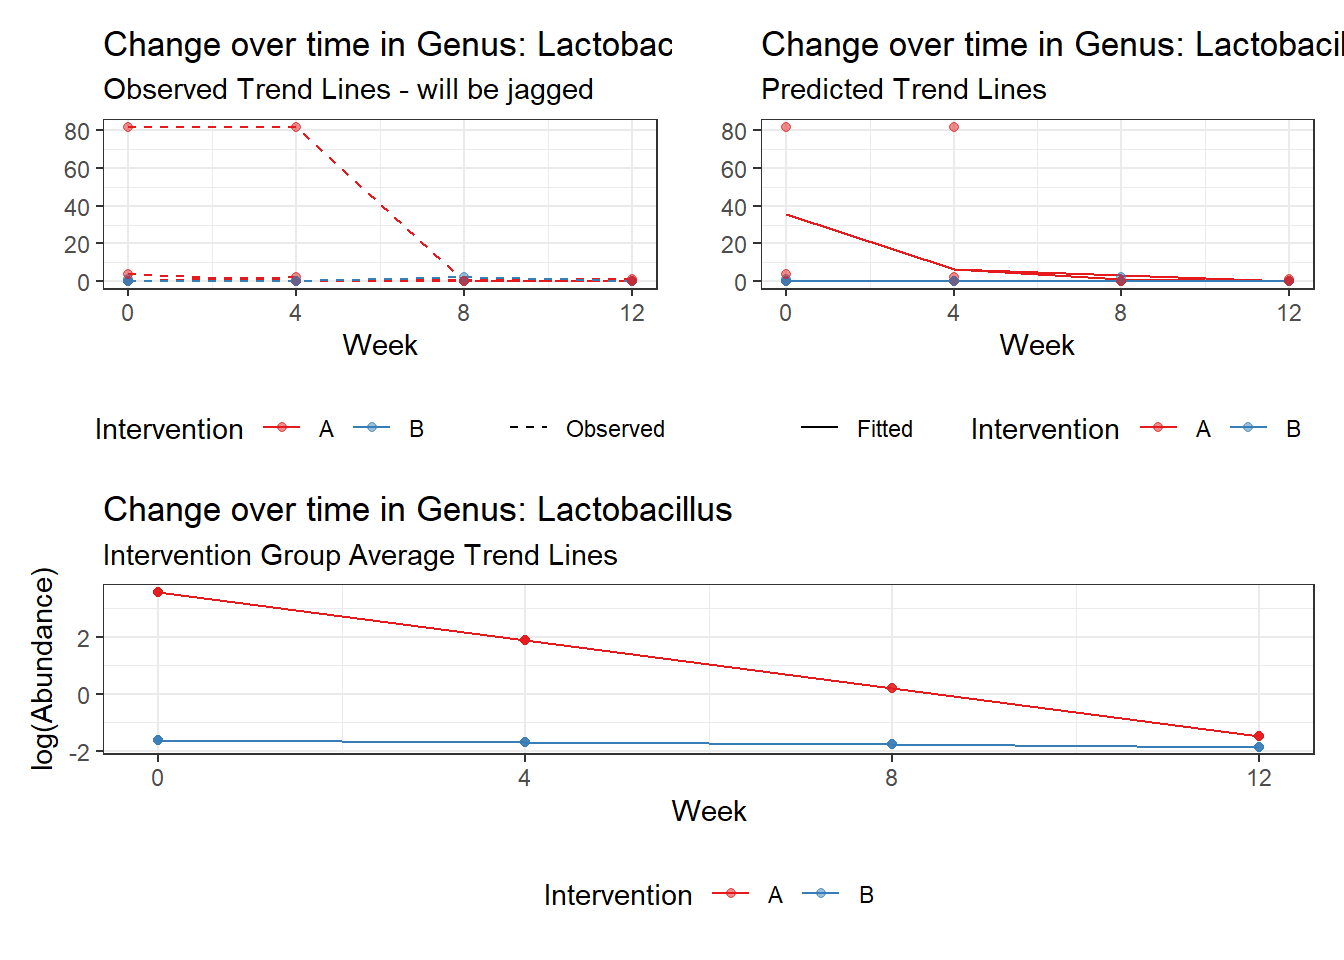 Change over time in Genus: Lactobac
Observed Trend Lines - will be jagged
80
60
40
20
0
0 4 8 12
Week
Intervention A B Observed
Change over time in Genus: Lactobacil
Predicted Trend Lines
80
60
40
20
0
0 4 8 12
Week
Fitted Intervention A B
Change over time in Genus: Lactobacillus
Intervention Group Average Trend Lines
log(Abundance)
2
0
-2
0 4 8 12
Week
Intervention A B